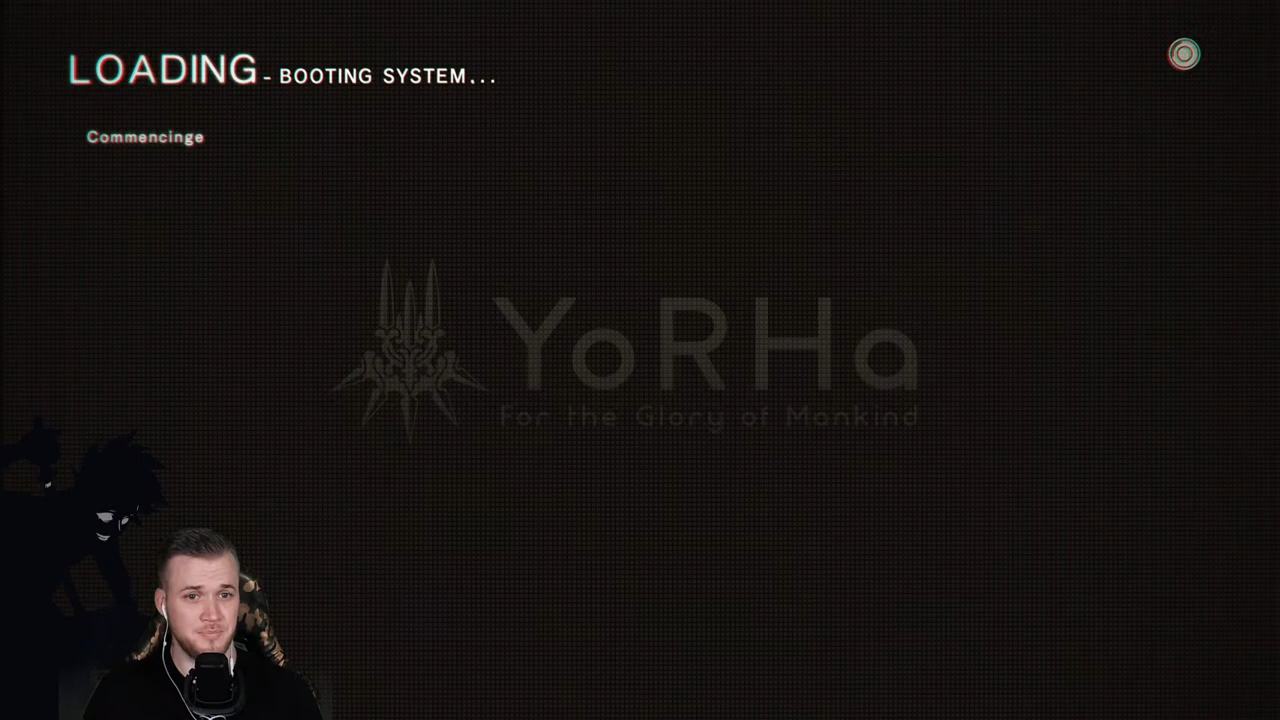 LOADING - BOOTING SYSTEM...
Commencinge
YoRHa
For the Glory of Mankind